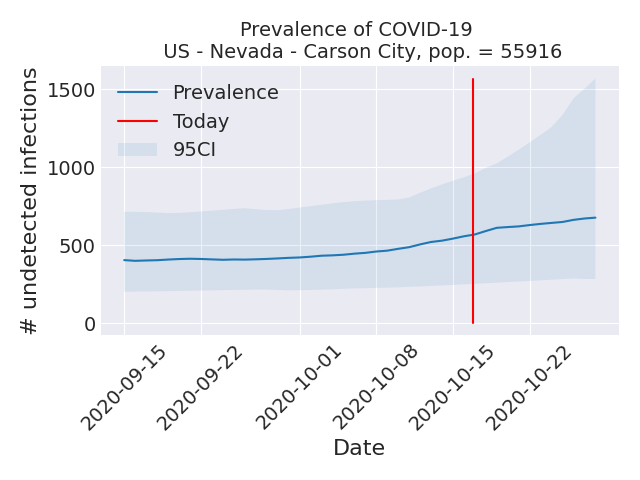 Prevalence of COVID-19
US - Nevada - Carson City, pop. = 55916
# undetected infections
1500
1000
500
0
Prevalence
Today
95CI
2020-09-15
2020-09-22
2020-10-01
2020-10-08
2020-10-15
2020-10-22
Date